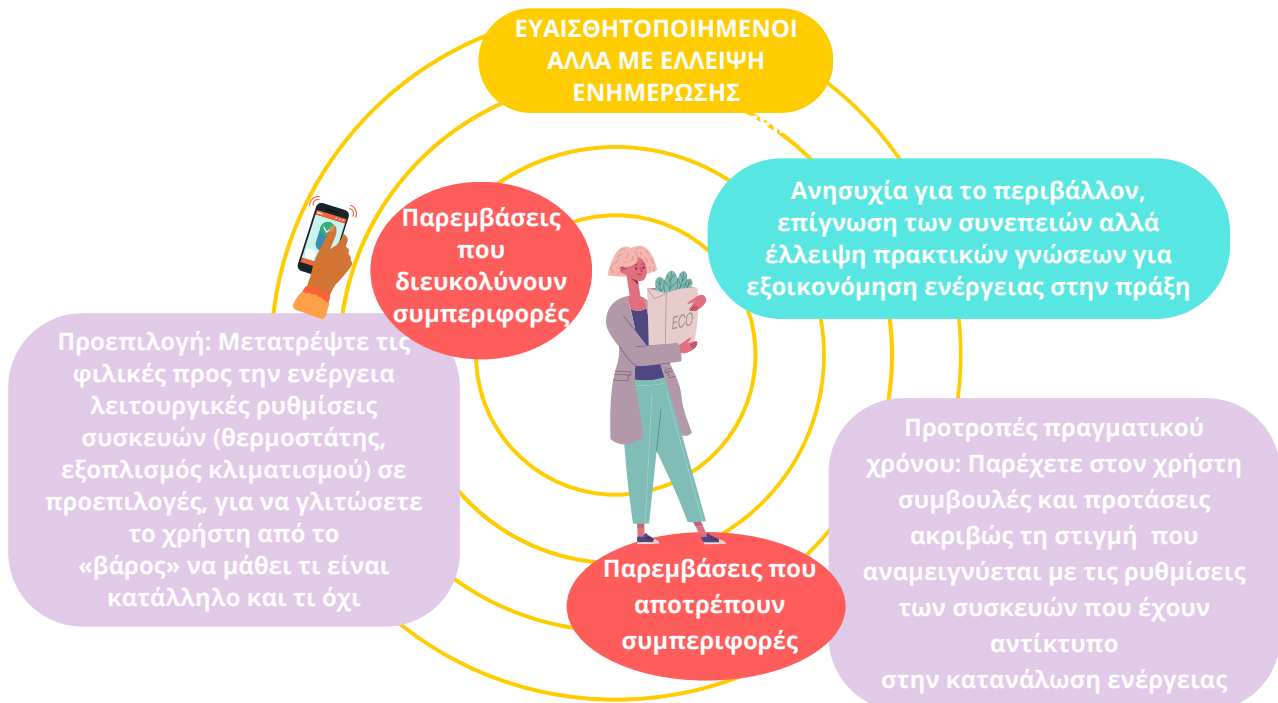 ΕΥΑΙΣΘΗΤΟΠΟΙΗΜΕΝΟΙ
ΑΛΛΑ ΜΕ ΕΛΛΕΙΨΗ
ΕΝΗΜΕΡΩΣΗΣ
Ανησυχία για το περιβάλλον,
επίγνωση των συνεπειών αλλά
έλλειψη πρακτικών γνώσεων για
εξοικονόμηση ενέργειας στην πράξη
Παρεμβάσεις
που
διευκολύνουν
συμπεριφορές
ECO
Προεπιλογή: Μετατρέψτε τις
φιλικές προς την ενέργεια
λειτουργικές ρυθμίσεις
συσκευών (θερμοστάτης,
εξοπλισμός κλιματισμού) σε
προεπιλογές, για να γλιτώσετε
το χρήστη από το
«βάρος» να μάθει τι είναι
κατάλληλο και τι όχι
Παρεμβάσεις που
αποτρέπουν
συμπεριφορές
Προτροπές πραγματικού
χρόνου: Παρέχετε στον χρήστη
συμβουλές και προτάσεις
ακριβώς τη στιγμή που
αναμειγνύεται με τις ρυθμίσεις
των συσκευών που έχουν
αντίκτυπο
στην κατανάλωση ενέργειας